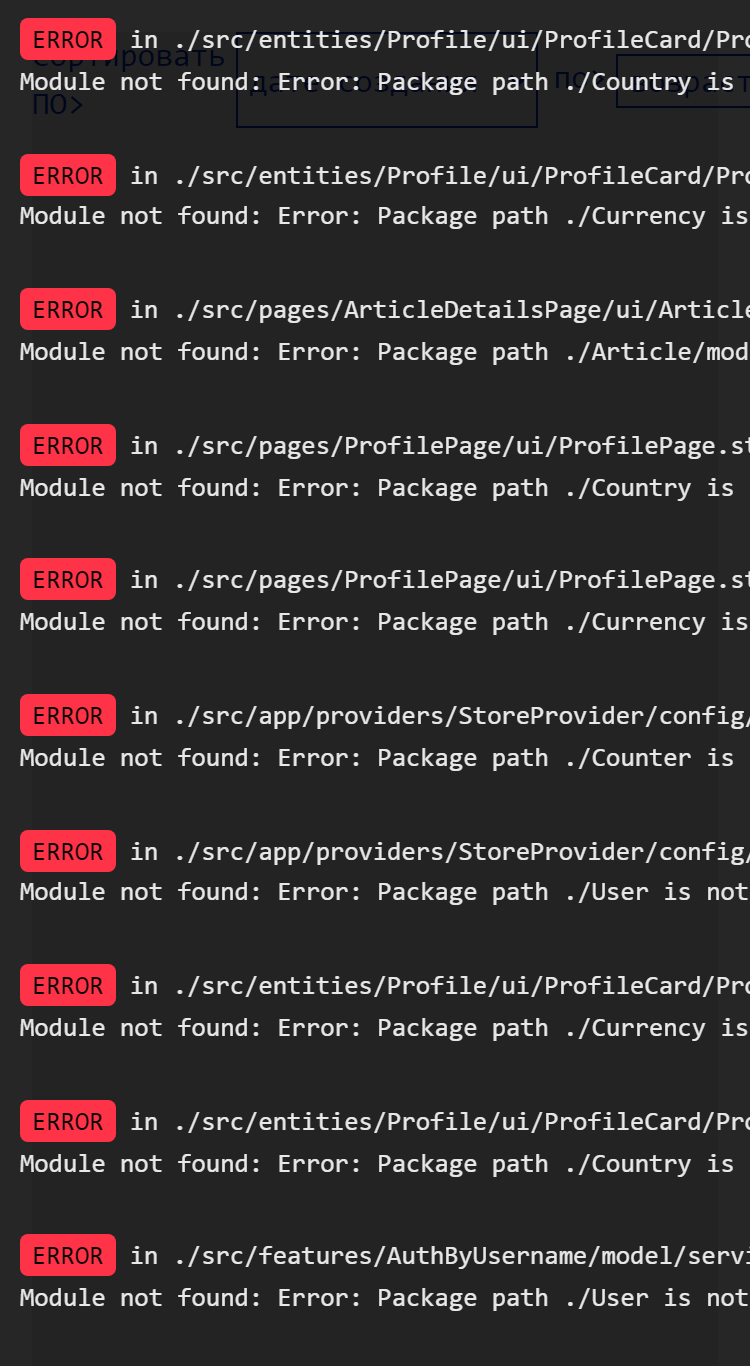 ERROR in ./src/entities/Profile/ui/ProfileCard/Pro
Сортировать
Module not found: Error: Package path ./Country is
ПО>
ERROR in ./src/entities/Profile/ui/ProfileCard/Pro
Module not found: Error: Package path ./Currency is
ERROR in ./src/pages/ArticleDetailsPage/ui/Article
Module not found: Error: Package path ./Article/mod
ERROR in ./src/pages/ProfilePage/ui/ProfilePage.st
Module not found: Error: Package path ./Country is
ERROR in ./src/pages/ProfilePage/ui/ProfilePage.st
Module not found: Error: Package path ./Currency is
ERROR in ./src/app/providers/StoreProvider/config/
Module not found: Error: Package path ./Counter is
ERROR in ./src/app/providers/StoreProvider/config/
Module not found: Error: Package path ./User is not
ERROR in ./src/entities/Profile/ui/ProfileCard/Pro
Module not found: Error: Package path ./Currency is
ERROR in ./src/entities/Profile/ui/ProfileCard/Pro
Module not found: Error: Package path ./Country is
ERROR in ./src/features/AuthByUsername/model/servi
Module not found: Error: Package path ./User is not